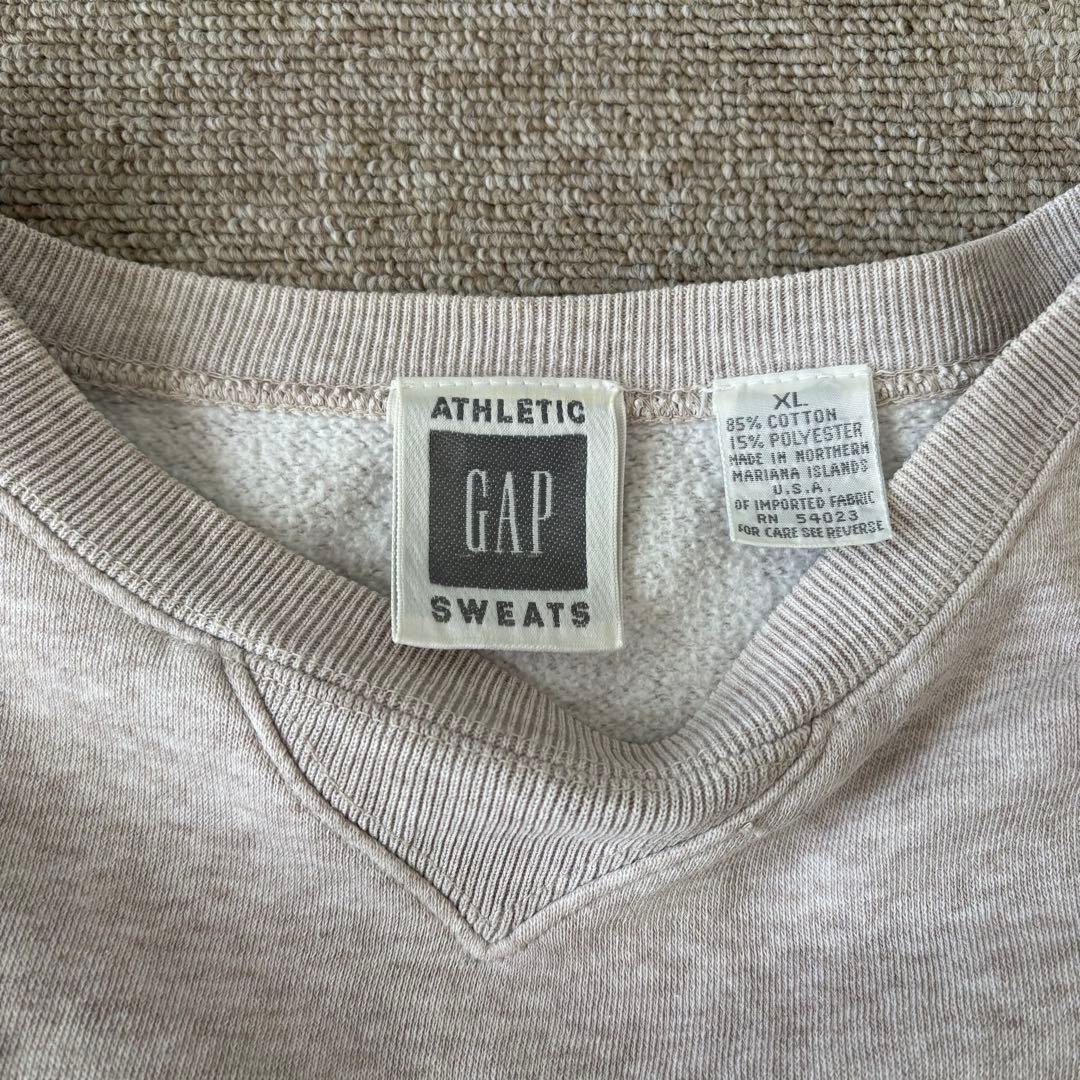 ATHLETIC
GAP
SWEATS
XL
85% COTTON
15% POLYESTER
MADE IN NORTHERN
MARIANA ISLANDS
U.S.A.
OF IMPORTED FABRIC
RN 54023
FOR CARE SEE REVERSE